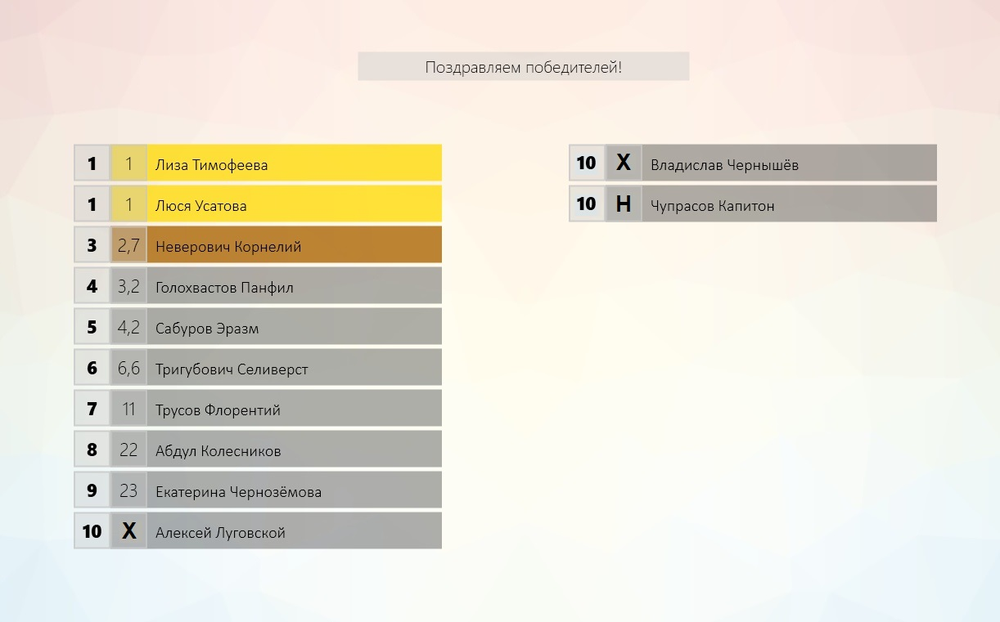 Поздравляем победителей!
1 1 Лиза Тимофеева
1 1 Люся Усатова
3 2,7 Неверович Корнелий
4 3,2 Голохвастов Панфил
5 4,2 Сабуров Эразм
6 6,6 Тригубович Селиверст
7 11 Трусов Флорентий
8 22 Абдул Колесников
9 23 Екатерина Чернозёмова
10 X Алексей Луговской
10 X Владислав Чернышёв
10 Н Чупрасов Капитон